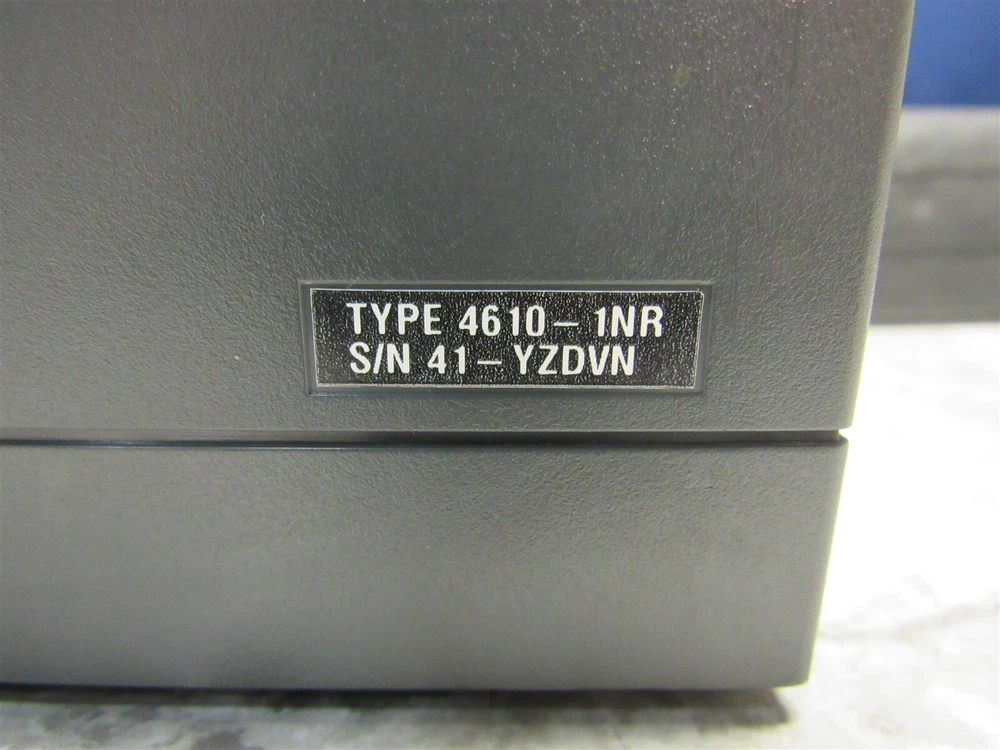 TYPE 4610-1NR
S/N 41-YZDVN